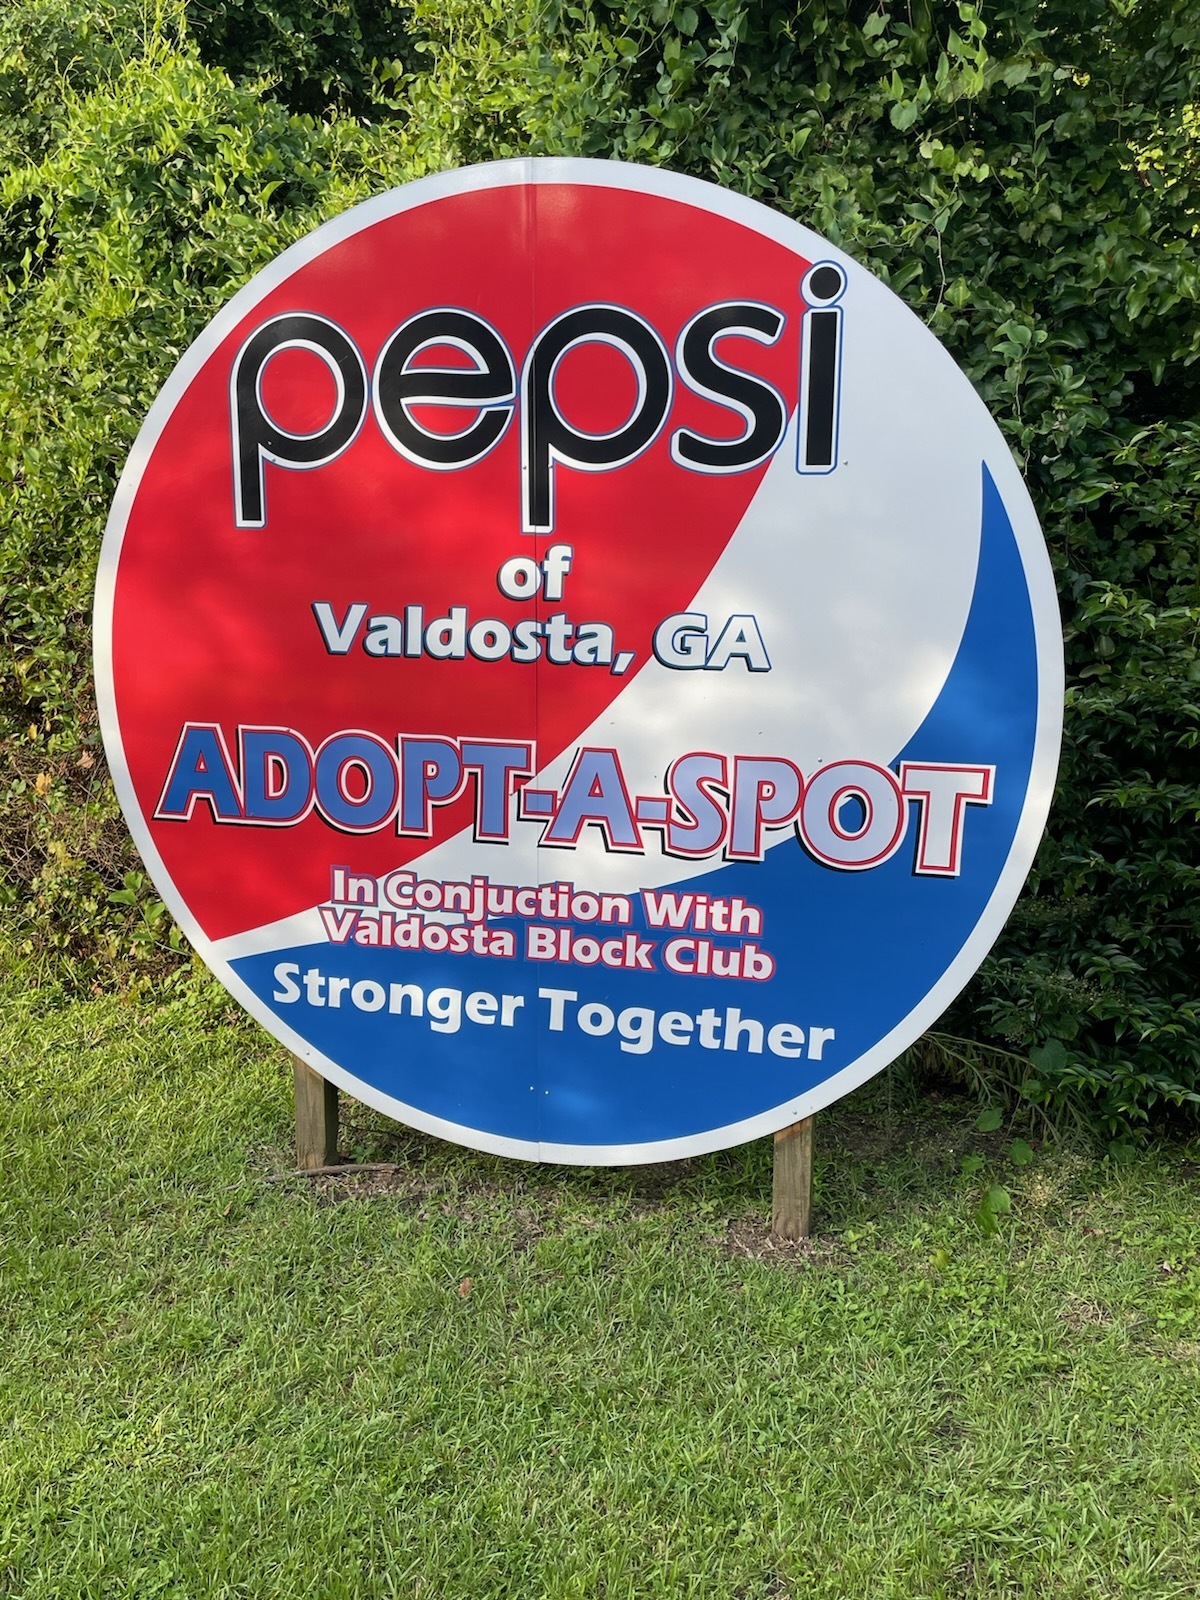 pepsi
of
Valdosta, GA
ADOPT-A-SPOT
In Conjuction With
Valdosta Block Club
Stronger Together